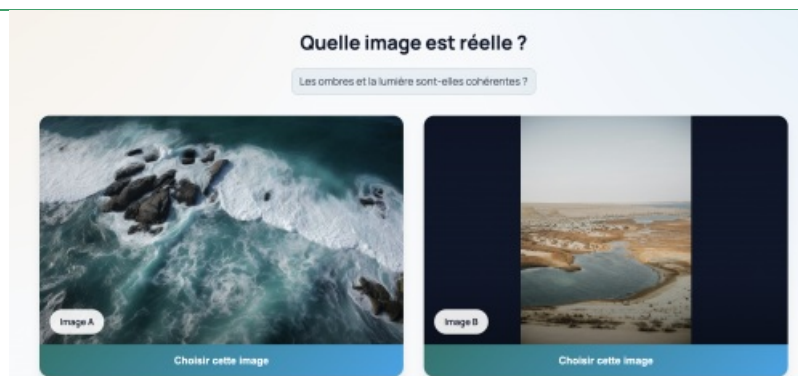 Quelle image est réelle ?
Les ombres et la lumière sont-elles cohérentes ?
Image A
Image B
Choisir cette image
Choisir cette image